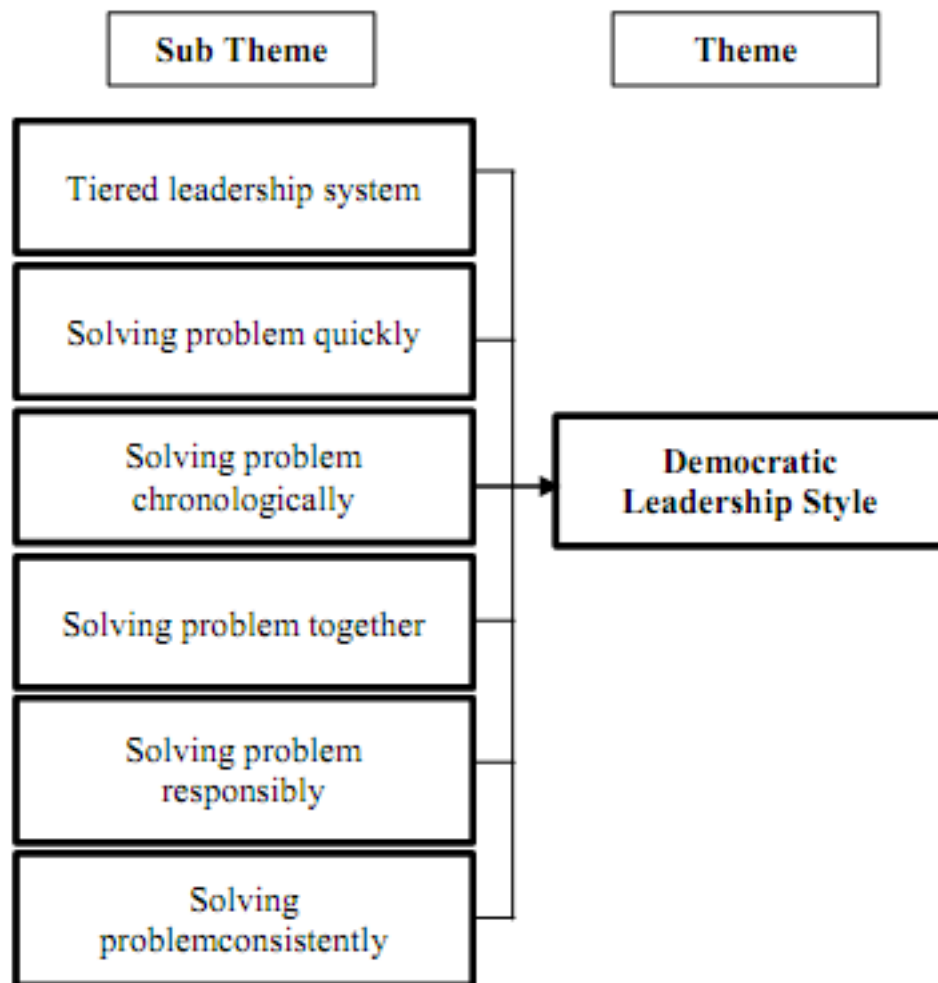 Sub Theme
Theme
Tiered leadership system
Solving problem quickly
Solving problem
chronologically
Solving problem together
Solving problem
responsibly
Solving
problemconsistently
Democratic
Leadership Style